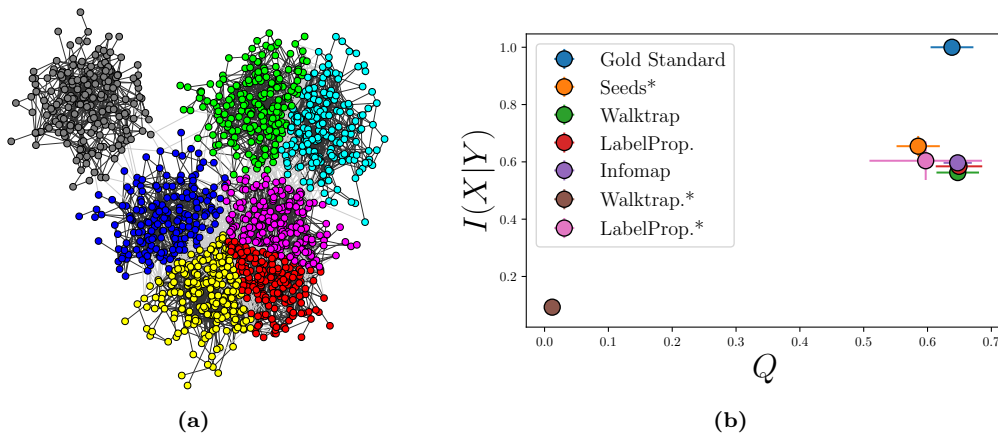 1.0
0.8
0.6
0.4
0.2
I(X|Y)
Gold Standard
Seeds*
Walktrap
LabelProp.
Infomap
Walktrap.*
LabelProp.*
0.0 0.1 0.2 0.3 0.4 0.5 0.6 0.7
Q
(a) (b)